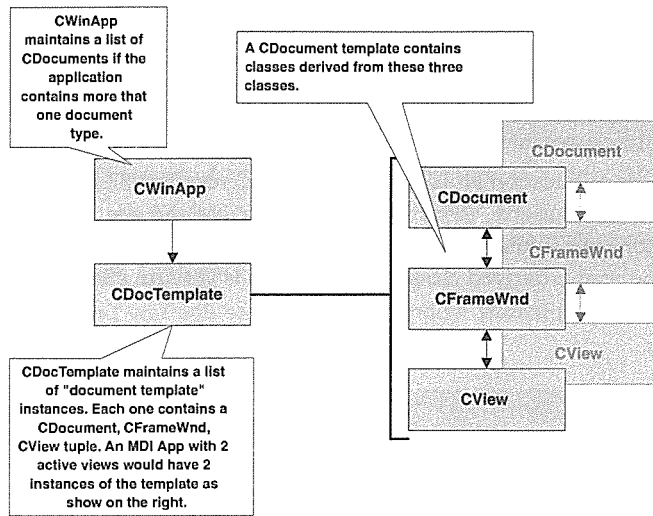 CWinApp
maintains a list of
CDocuments if the
application
contains more that
one document
type.
A CDocument template contains
classes derived from these three
classes.
CWinApp
CDocTemplate
CDocTemplate maintains a list
of "document template"
instances. Each one contains a
CDocument, CFrameWnd,
CView tuple. An MDI App with 2
active views would have 2
instances of the template as
show on the right.
CDocument
CDocument
CFrameWnd
CFrameWnd
CView
CView